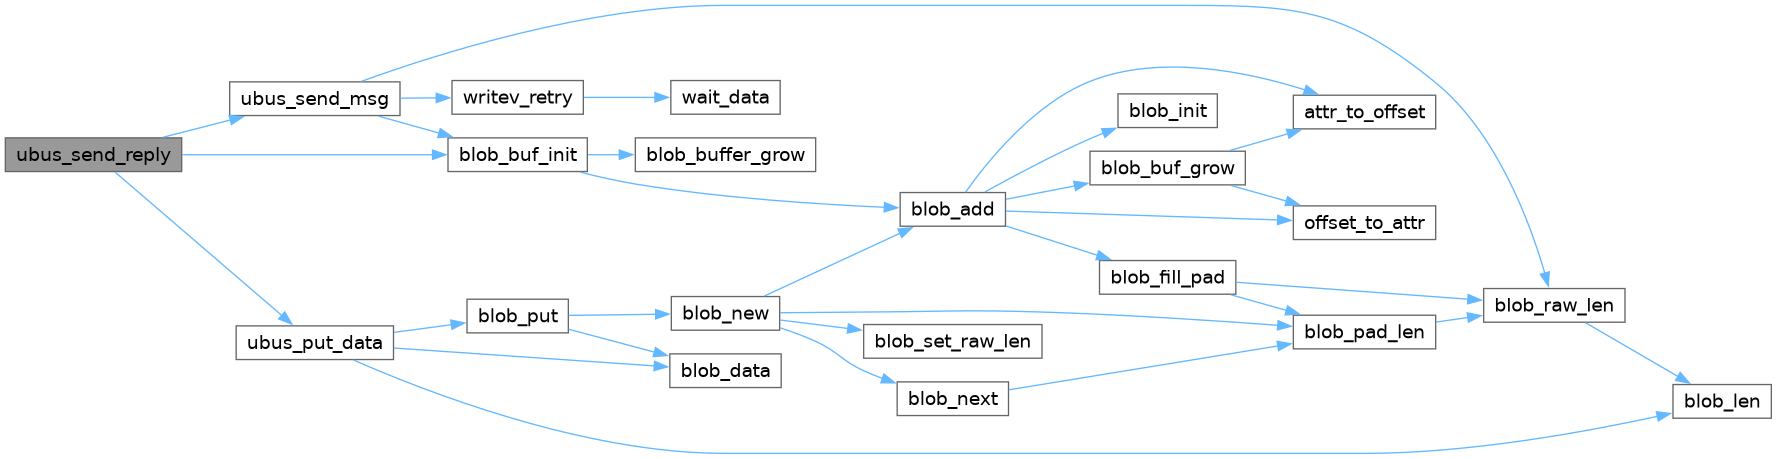 ubus_send_reply
ubus_send_msg
writev_retry
wait_data
blob_buf_init
blob_buffer_grow
ubus_put_data
blob_put
blob_new
blob_data
blob_add
blob_set_raw_len
blob_next
blob_init
blob_buf_grow
blob_fill_pad
attr_to_offset
offset_to_attr
blob_pad_len
blob_raw_len
blob_len